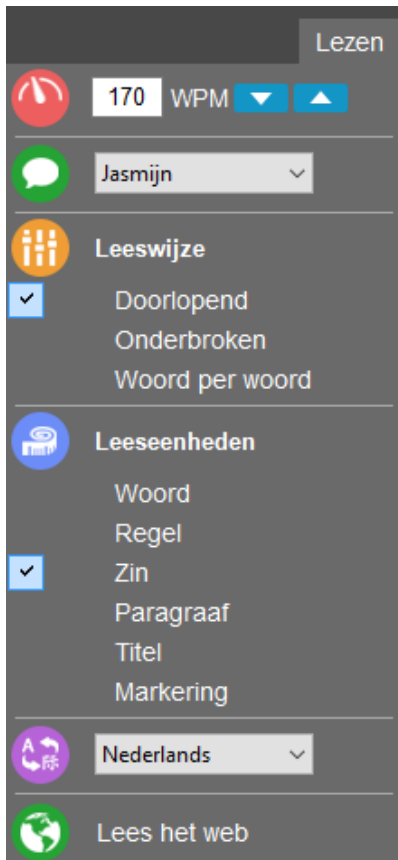 Lezen
170 WPM
Jasmijn
Leeswijze
Doorlopend
Onderbroken
Woord per woord
Leeseenheden
Woord
Regel
Zin
Paragraaf
Titel
Markering
Nederlands
Lees het web